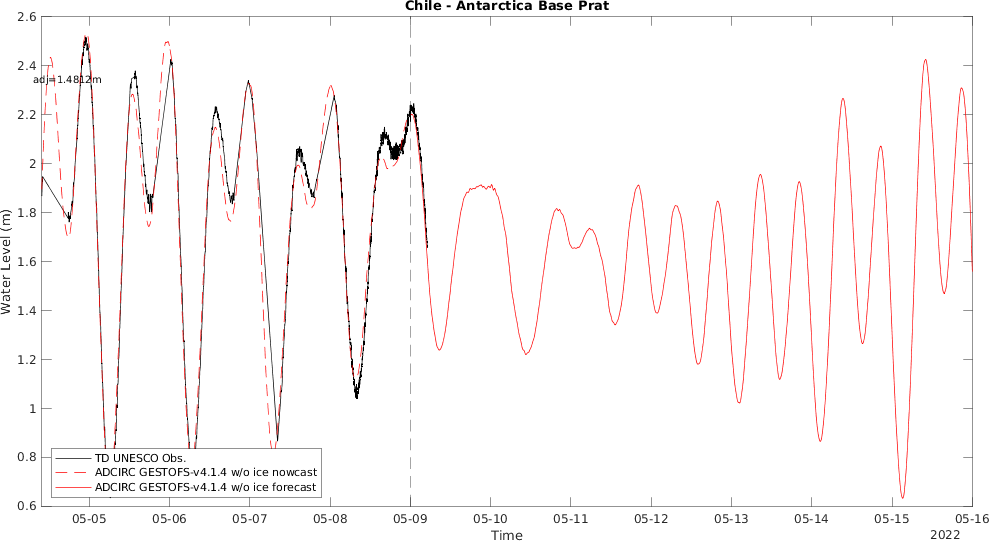 Chile - Antarctica Base Prat
2.6
2.4
adj=1.4812m
2.2
2
1.8
1.6
1.4
1.2
1
0.8
0.6
Water Level (m)
TD UNESCO Obs.
ADCIRC GESTOFS-v4.1.4 w/o ice nowcast
ADCIRC GESTOFS-v4.1.4 w/o ice forecast
05-05 05-06 05-07 05-08 05-09 05-10 05-11 05-12 05-13 05-14 05-15 05-16
Time
2022